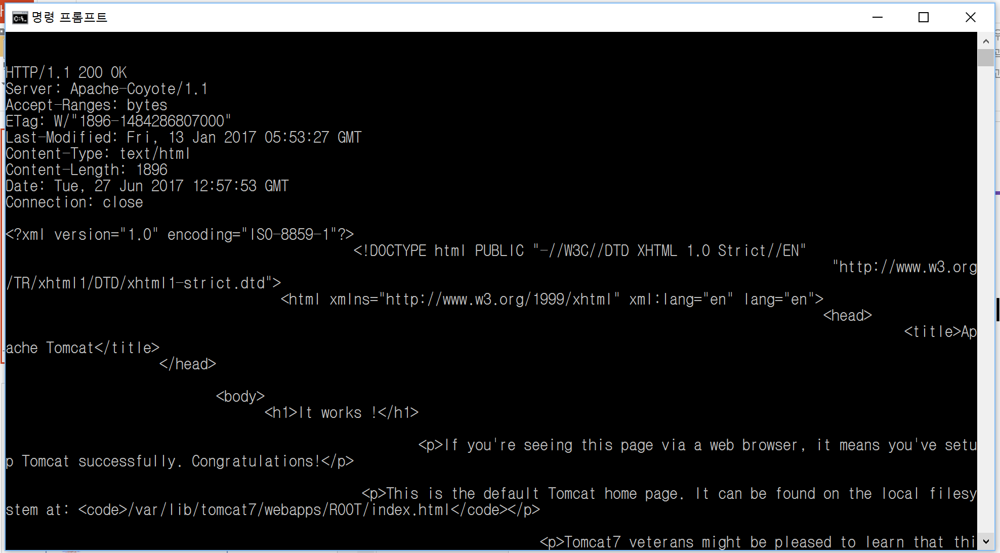 명령 프롬프트
HTTP/1.1 200 OK
Server: Apache-Coyote/1.1
Accept-Ranges: bytes
ETag: W/"1896-1484286807000"
Last-Modified: Fri, 13 Jan 2017 05:53:27 GMT
Content-Type: text/html
Content-Length: 1896
Date: Tue, 27 Jun 2017 12:57:53 GMT
Connection: close
<?xml version="1.0" encoding="ISO-8859-1"?>
<!DOCTYPE html PUBLIC "-//W3C//DTD XHTML 1.0 Strict//EN"
"http://www.w3.org
/TR/xhtml1/DTD/xhtml1-strict.dtd">
<html xmlns="http://www.w3.org/1999/xhtml" xml:lang="en" lang="en">
<head>
<title>Ap
ache Tomcat</title>
</head>
<body>
<h1>It works !</h1>
<p>If you're seeing this page via a web browser, it means you've setu
p Tomcat successfully. Congratulations!</p>
<p>This is the default Tomcat home page. It can be found on the local filesy
stem at: <code>/var/lib/tomcat7/webapps/ROOT/index.html</code></p>
<p>Tomcat7 veterans might be pleased to learn that thi